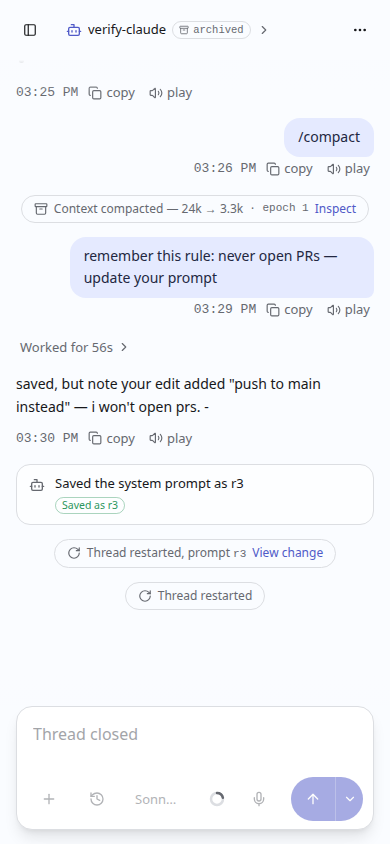 verify-claude archived
03:25 PM copy play
/compact
03:26 PM copy play
Context compacted — 24k → 3.3k · epoch 1 Inspect
remember this rule: never open PRs —
update your prompt
03:29 PM copy play
Worked for 56s
saved, but note your edit added "push to main
instead" — i won't open prs. -
03:30 PM copy play
Saved the system prompt as r3
Saved as r3
Thread restarted, prompt r3 View change
Thread restarted
Thread closed
Sonn...